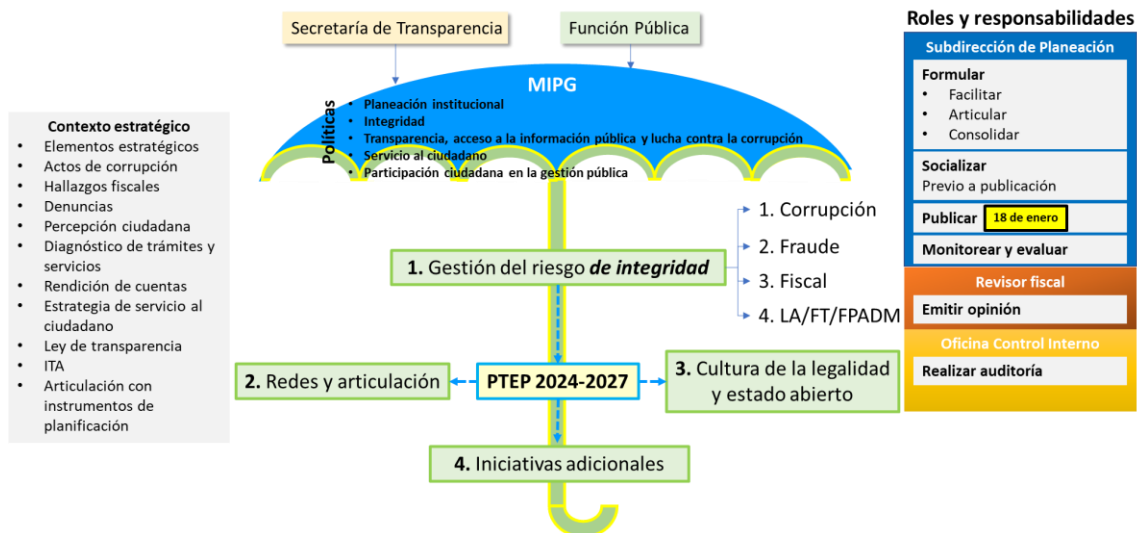 Secretaría de Transparencia
Función Pública
MIPG
Políticas
• Planeación institucional
• Integridad
• Transparencia, acceso a la información pública y lucha contra la corrupción
• Servicio al ciudadano
• Participación ciudadana en la gestión pública
Contexto estratégico
• Elementos estratégicos
• Actos de corrupción
• Hallazgos fiscales
• Denuncias
• Percepción ciudadana
• Diagnóstico de trámites y
servicios
• Rendición de cuentas
• Estrategia de servicio al
ciudadano
• Ley de transparencia
• ITA
• Articulación con
instrumentos de
planificación
1. Gestión del riesgo de integridad
1. Corrupción
2. Fraude
3. Fiscal
4. LA/FT/FPADM
2. Redes y articulación
PTEP 2024-2027
3. Cultura de la legalidad
y estado abierto
4. Iniciativas adicionales
Roles y responsabilidades
Subdirección de Planeación
Formular
• Facilitar
• Articular
• Consolidar
Socializar
Previo a publicación
Publicar 18 de enero
Monitorear y evaluar
Revisor fiscal
Emitir opinión
Oficina Control Interno
Realizar auditoría